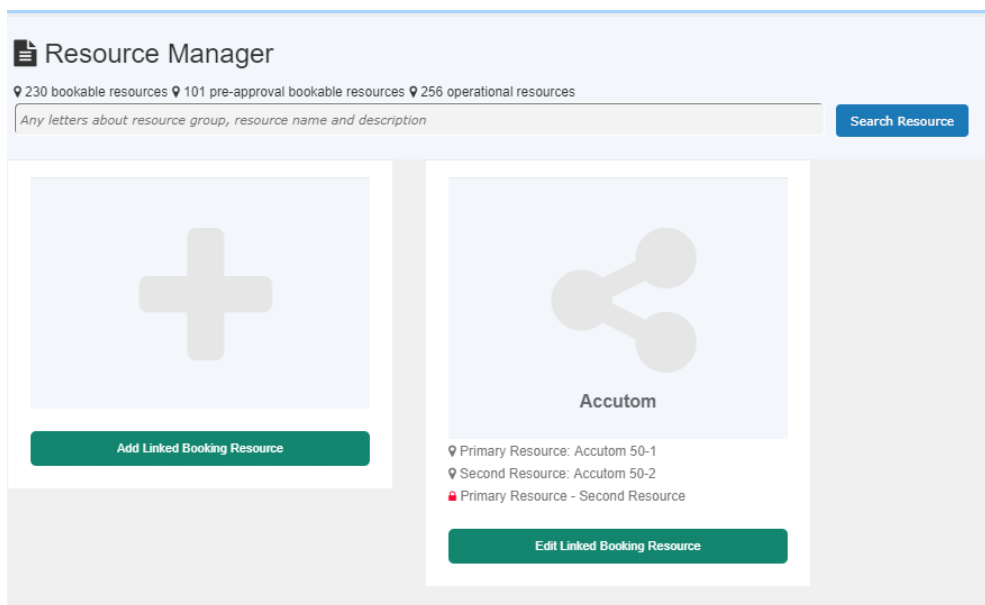 Resource Manager
230 bookable resources 101 pre-approval bookable resources 256 operational resources
Any letters about resource group, resource name and description
Search Resource
Add Linked Booking Resource
Accutom
Primary Resource: Accutom 50-1
Second Resource: Accutom 50-2
Primary Resource - Second Resource
Edit Linked Booking Resource